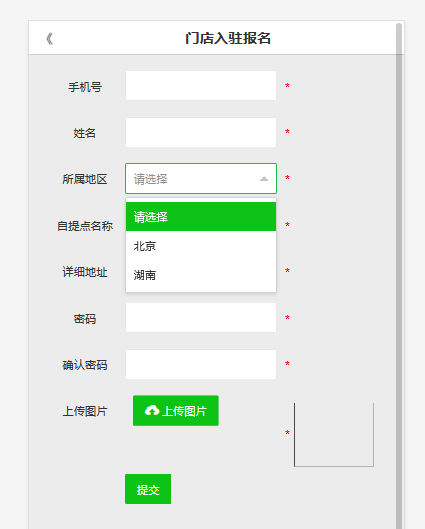 门店入驻报名
手机号 *
姓名 *
所属地区 请选择 *
请选择
自提点名称 *
北京
详细地址 *
湖南
密码 *
确认密码 *
上传图片 上传图片 *
提交